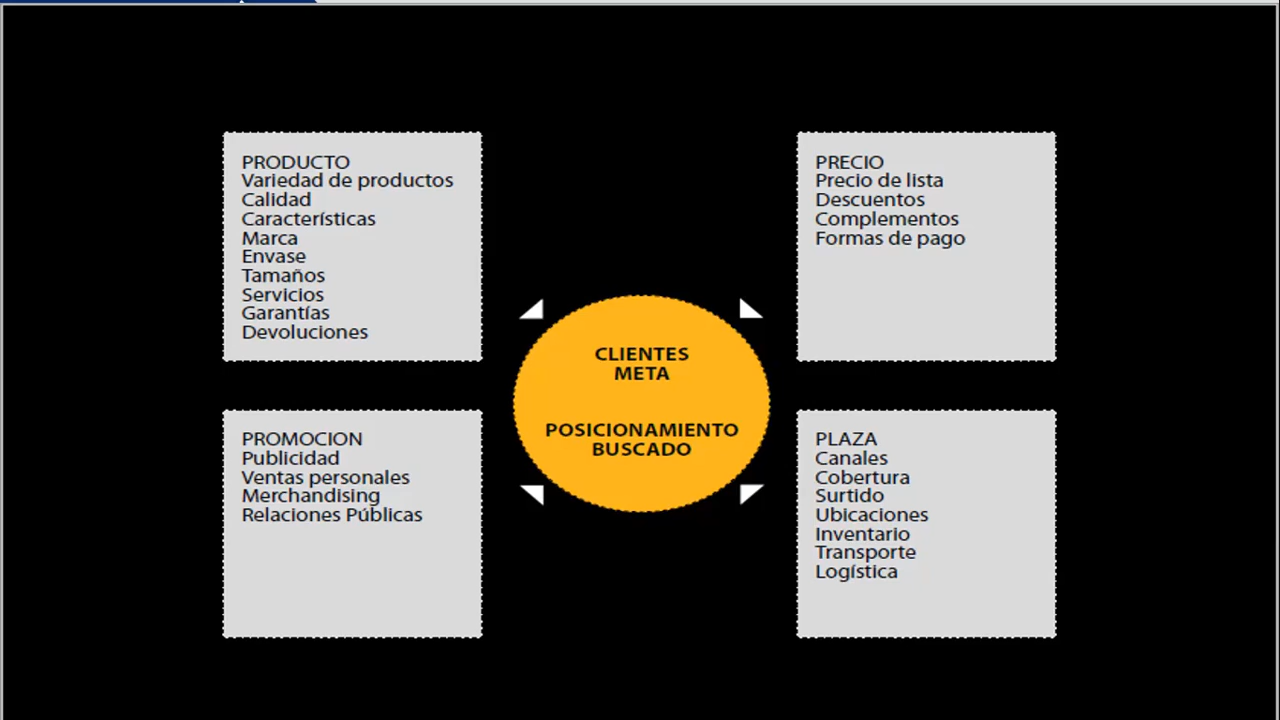 PRODUCTO
Variedad de productos
Calidad
Características
Marca
Envase
Tamaños
Servicios
Garantías
Devoluciones
PRECIO
Precio de lista
Descuentos
Complementos
Formas de pago
CLIENTES
META
POSICIONAMIENTO
BUSCADO
PROMOCION
Publicidad
Ventas personales
Merchandising
Relaciones Públicas
PLAZA
Canales
Cobertura
Surtido
Ubicaciones
Inventario
Transporte
Logística